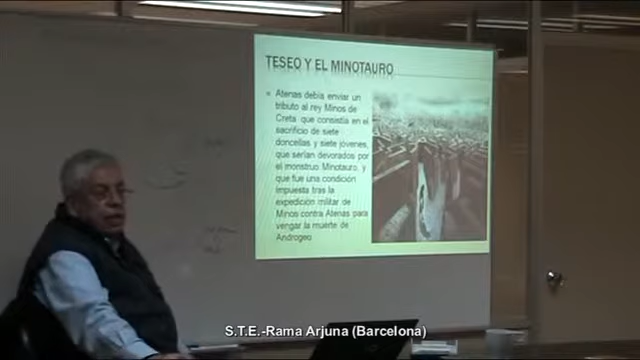 TESEO Y EL MINOTAURO
Atenas debía enviar un
tributo al rey Minos de
Creta que consistía en el
sacrificio de siete
doncellas y siete jóvenes,
que serían devorados por
el monstruo Minotauro, y
que fue una condición
impuesta tras la
expedición militar de
Minos contra Atenas para
vengar la muerte de
Androgeo
S.T.E.-Rama Arjuna (Barcelona)